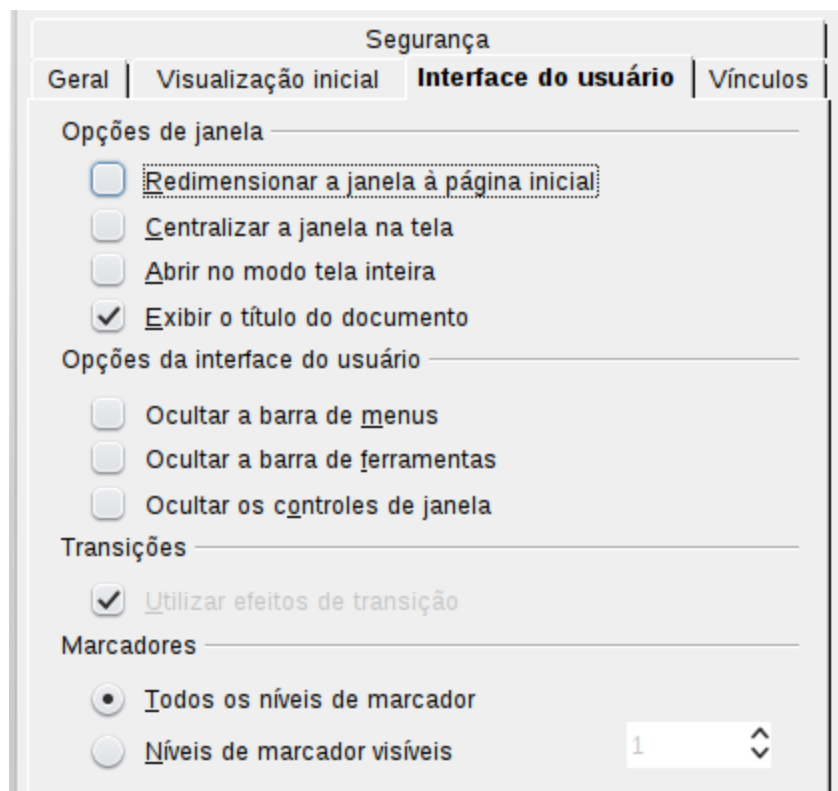 Segurança
Geral Visualização inicial Interface do usuário Vínculos
Opções de janela
Redimensionar a janela à página inicial
Centralizar a janela na tela
Abrir no modo tela inteira
Exibir o título do documento
Opções da interface do usuário
Ocultar a barra de menus
Ocultar a barra de ferramentas
Ocultar os controles de janela
Transições
Utilizar efeitos de transição
Marcadores
Todos os níveis de marcador
Níveis de marcador visíveis 1